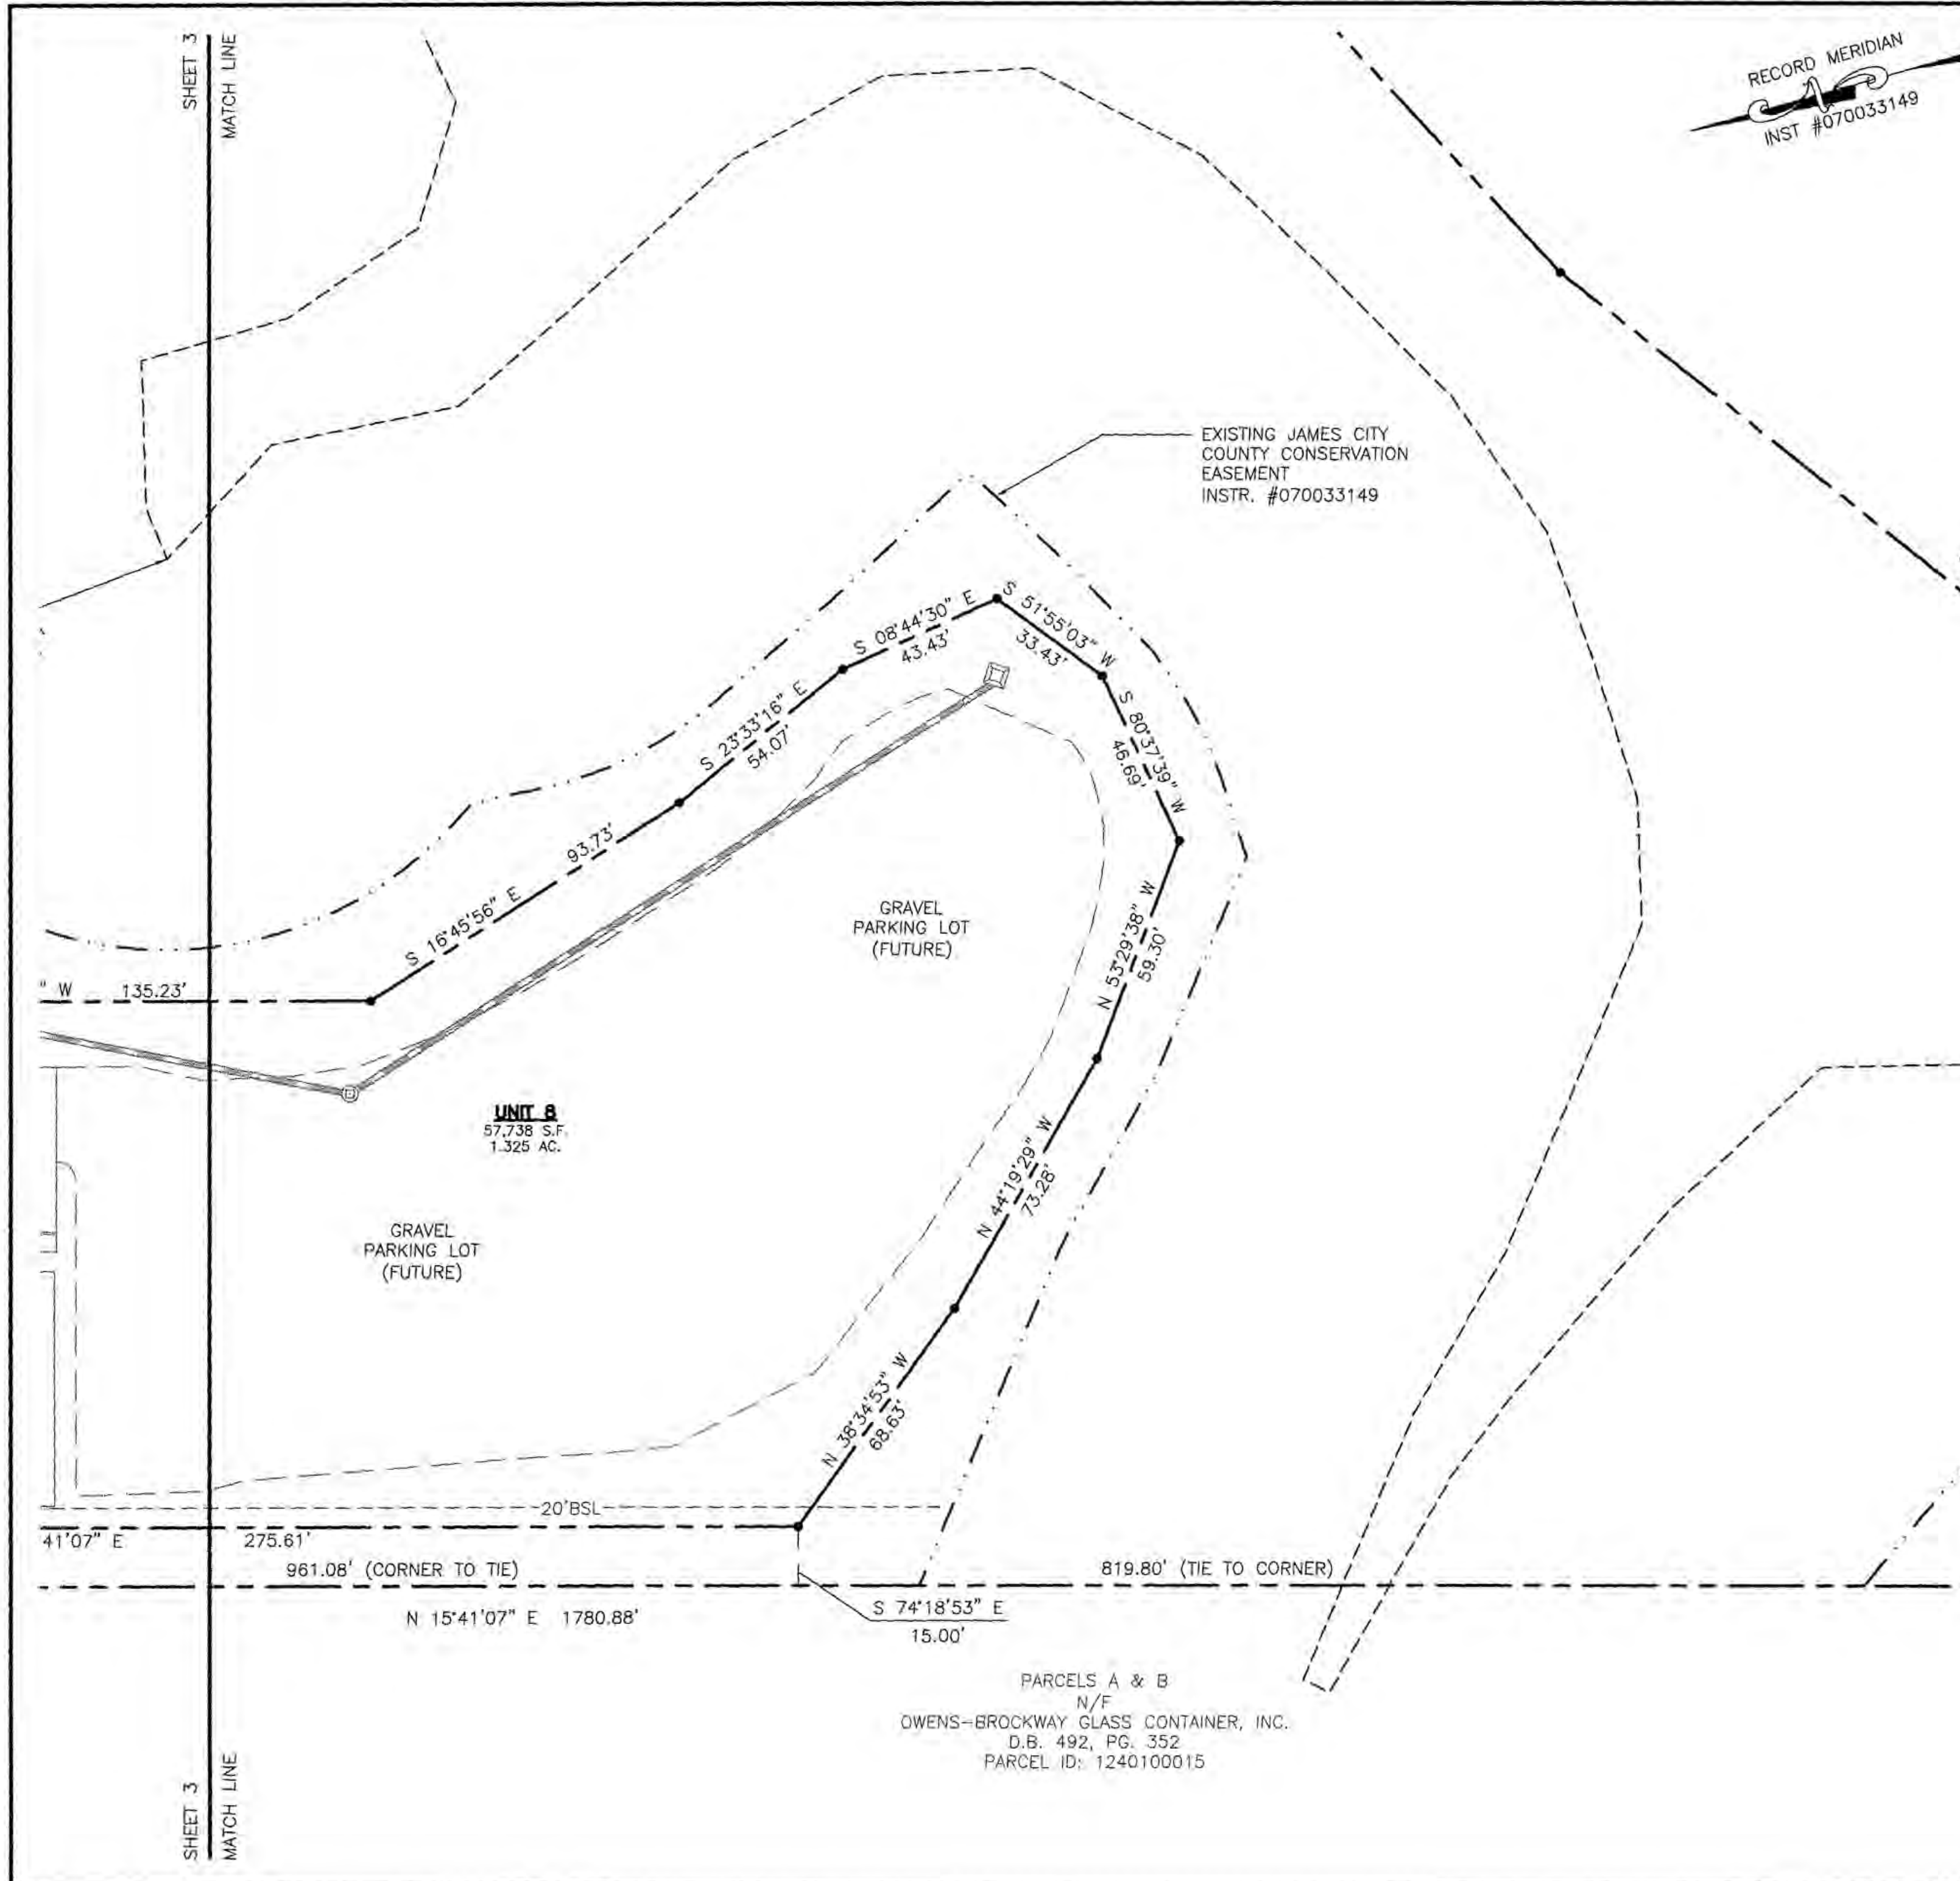 SHEET 3
MATCH LINE
RECORD MERIDIAN
INST #070033149
EXISTING JAMES CITY
COUNTY CONSERVATION
EASEMENT
INSTR. #070033149
S 08°44'30" E
43.43'
S 51°55'03" W
33.43'
S 23°33'16" E
54.07'
S 80°37'39" W
46.69'
S 16°45'56" E
93.73'
" W 135.23'
GRAVEL
PARKING LOT
(FUTURE)
N 53°29'38" W
59.30'
UNIT 8
57,738 S.F.
1.325 AC.
N 44°19'29" W
73.28'
GRAVEL
PARKING LOT
(FUTURE)
N 38°34'53" W
68.63'
20'BSL
41'07" E 275.61'
961.08' (CORNER TO TIE)
819.80' (TIE TO CORNER)
N 15°41'07" E 1780.88'
S 74°18'53" E
15.00'
PARCELS A & B
N/F
OWENS-BROCKWAY GLASS CONTAINER, INC.
D.B. 492, PG. 352
PARCEL ID: 1240100015
SHEET 3
MATCH LINE